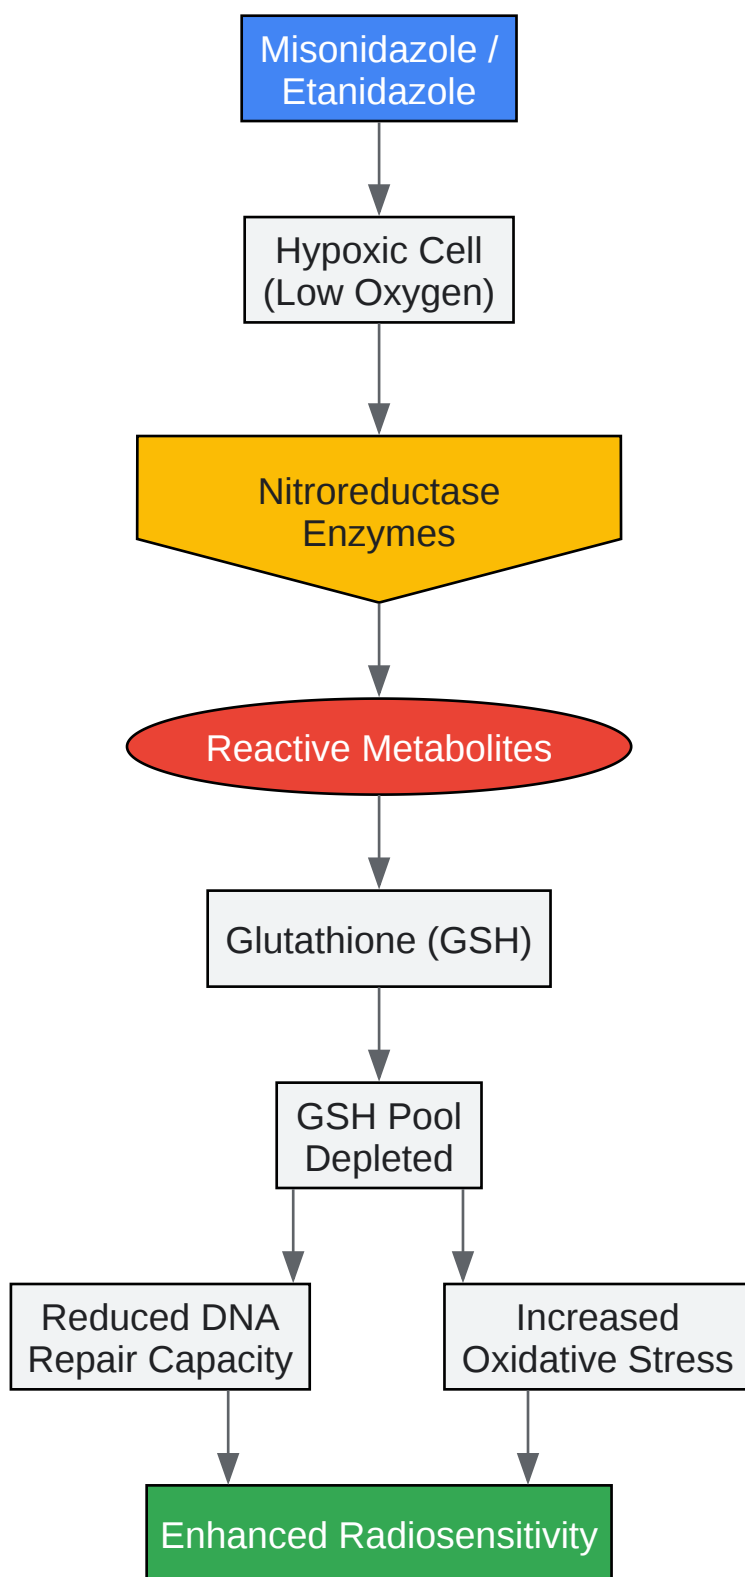 Misonidazole /
Etanidazole
Hypoxic Cell
(Low Oxygen)
Nitroreductase
Enzymes
Reactive Metabolites
Glutathione (GSH)
GSH Pool
Depleted
Reduced DNA
Repair Capacity
Increased
Oxidative Stress
Enhanced Radiosensitivity